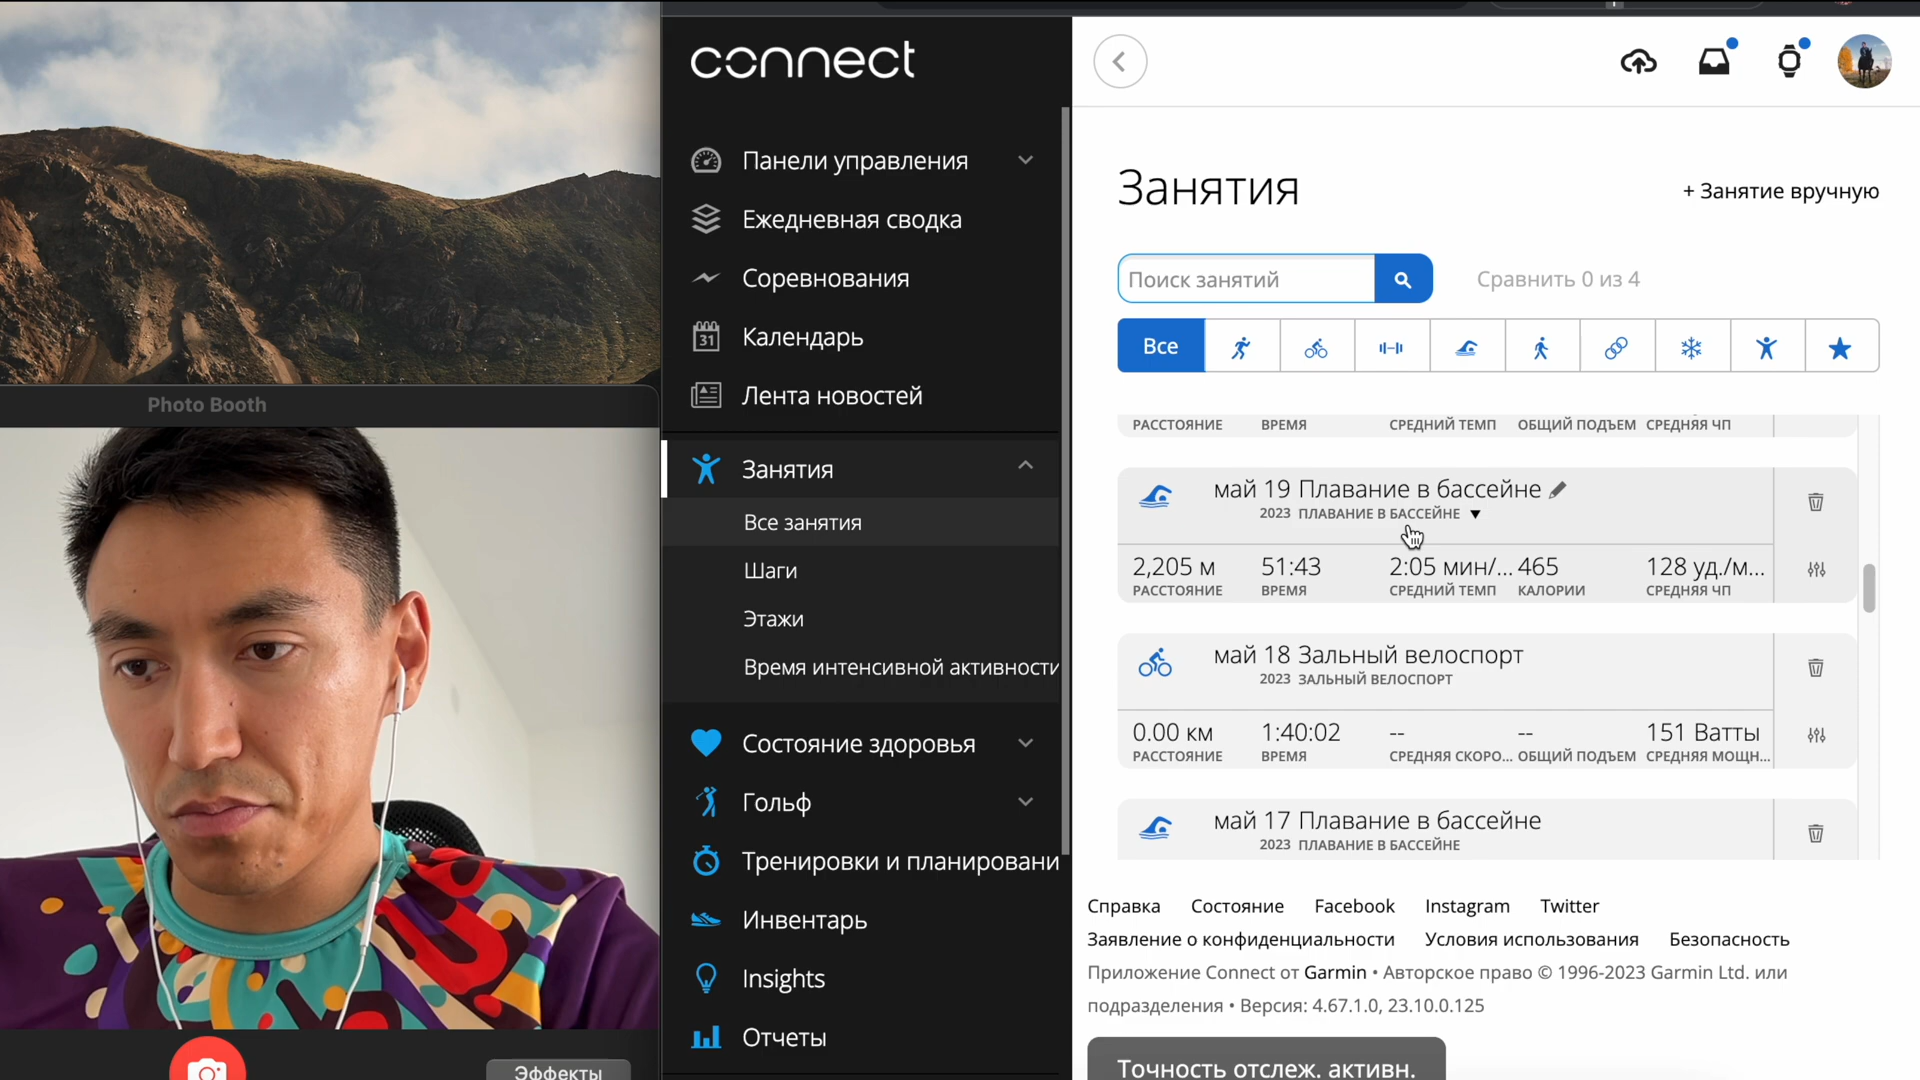 connect
Панели управления
Ежедневная сводка
Соревнования
31
Календарь
Лента новостей
Занятия
Все занятия
Шаги
Этажи
Время интенсивной активности
Состояние здоровья
Гольф
Тренировки и планировани
Инвентарь
Insights
Отчеты
Photo Booth
Эффекты
Занятия
+ Занятие вручную
Поиск занятий
Сравнить 0 из 4
Все
РАССТОЯНИЕ ВРЕМЯ СРЕДНИЙ ТЕМП ОБЩИЙ ПОДЪЕМ СРЕДНЯЯ ЧП
май 19 Плавание в бассейне
2023 ПЛАВАНИЕ В БАССЕЙНЕ
2,205 м 51:43 2:05 мин/... 465 128 уд./м...
РАССТОЯНИЕ ВРЕМЯ СРЕДНИЙ ТЕМП КАЛОРИИ СРЕДНЯЯ ЧП
май 18 Зальный велоспорт
2023 ЗАЛЬНЫЙ ВЕЛОСПОРТ
0.00 км 1:40:02 -- -- 151 Ватты
РАССТОЯНИЕ ВРЕМЯ СРЕДНЯЯ СКОРО... ОБЩИЙ ПОДЪЕМ СРЕДНЯЯ МОЩН...
май 17 Плавание в бассейне
2023 ПЛАВАНИЕ В БАССЕЙНЕ
Справка Состояние Facebook Instagram Twitter
Заявление о конфиденциальности Условия использования Безопасность
Приложение Connect от Garmin • Авторское право © 1996-2023 Garmin Ltd. или
подразделения • Версия: 4.67.1.0, 23.10.0.125
Точность отслеж. активн.